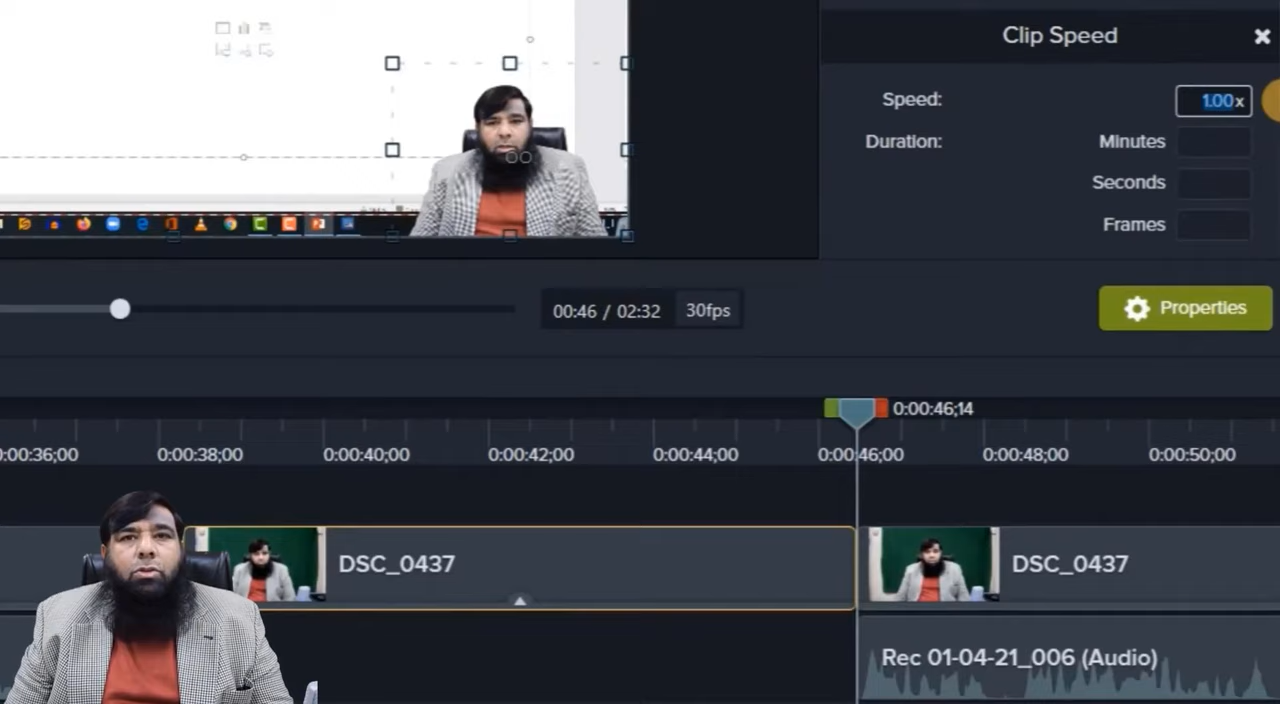 Clip Speed
Speed:
1.00x
Duration:
Minutes
Seconds
Frames
00:46 / 02:32
30fps
Properties
0:00:46;14
0:00:36;00
0:00:38;00
0:00:40;00
0:00:42;00
0:00:44;00
0:00:46;00
0:00:48;00
0:00:50;00
DSC_0437
DSC_0437
Rec 01-04-21_006 (Audio)